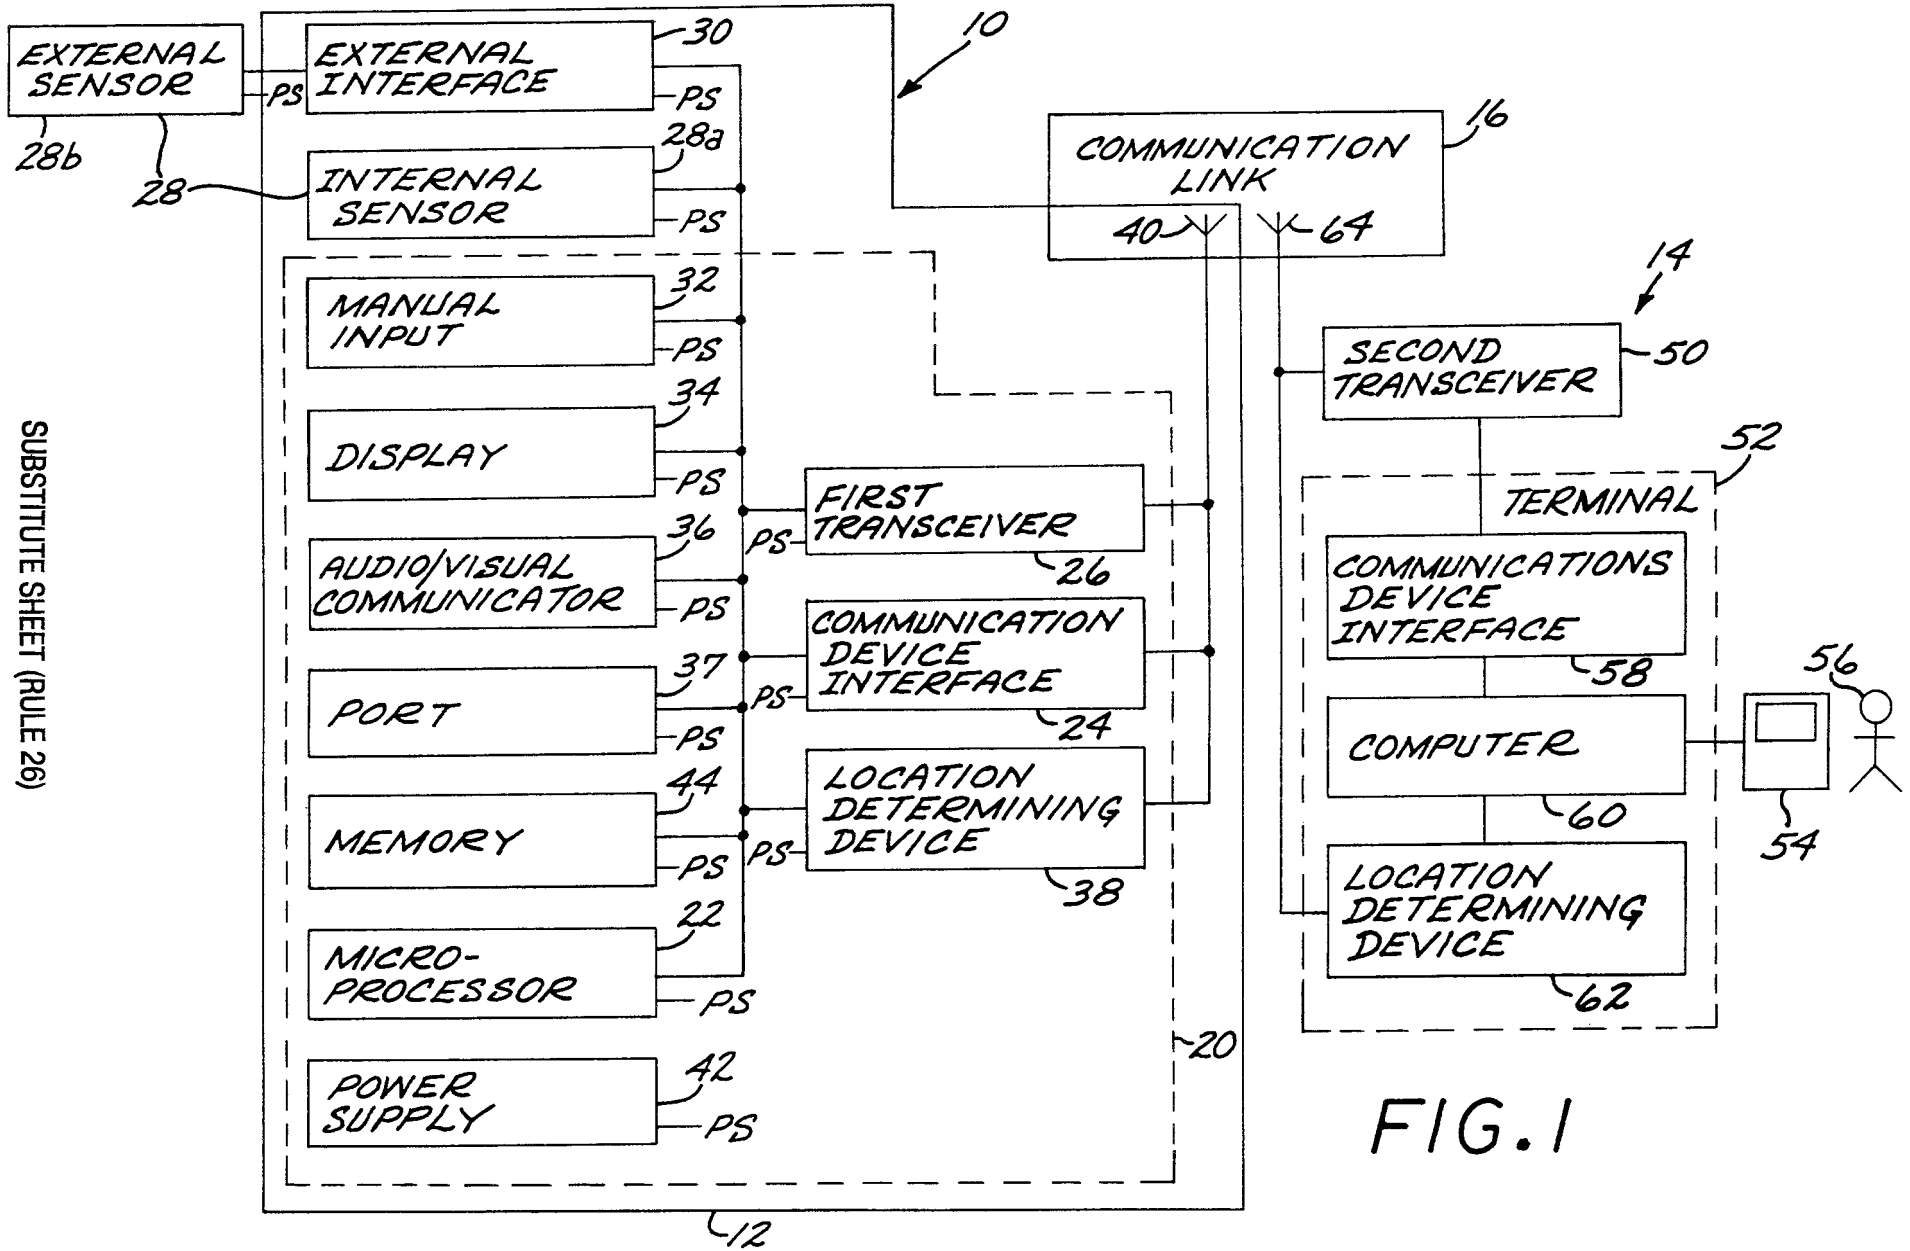 EXTERNAL
SENSOR
PS
28b
28
EXTERNAL
INTERFACE
30
PS
INTERNAL
SENSOR
28a
PS
10
COMMUNICATION
LINK
16
40
64
14
MANUAL
INPUT
32
PS
DISPLAY
34
PS
AUDIO/VISUAL
COMMUNICATOR
36
PS
PORT
37
PS
MEMORY
44
PS
MICRO-
PROCESSOR
22
PS
POWER
SUPPLY
42
PS
FIRST
TRANSCEIVER
PS
26
COMMUNICATION
DEVICE
INTERFACE
PS
24
LOCATION
DETERMINING
DEVICE
PS
38
20
12
SECOND
TRANSCEIVER
50
52
TERMINAL
COMMUNICATIONS
DEVICE
INTERFACE
58
COMPUTER
60
54
56
LOCATION
DETERMINING
DEVICE
62
FIG. 1
SUBSTITUTE SHEET (RULE 26)